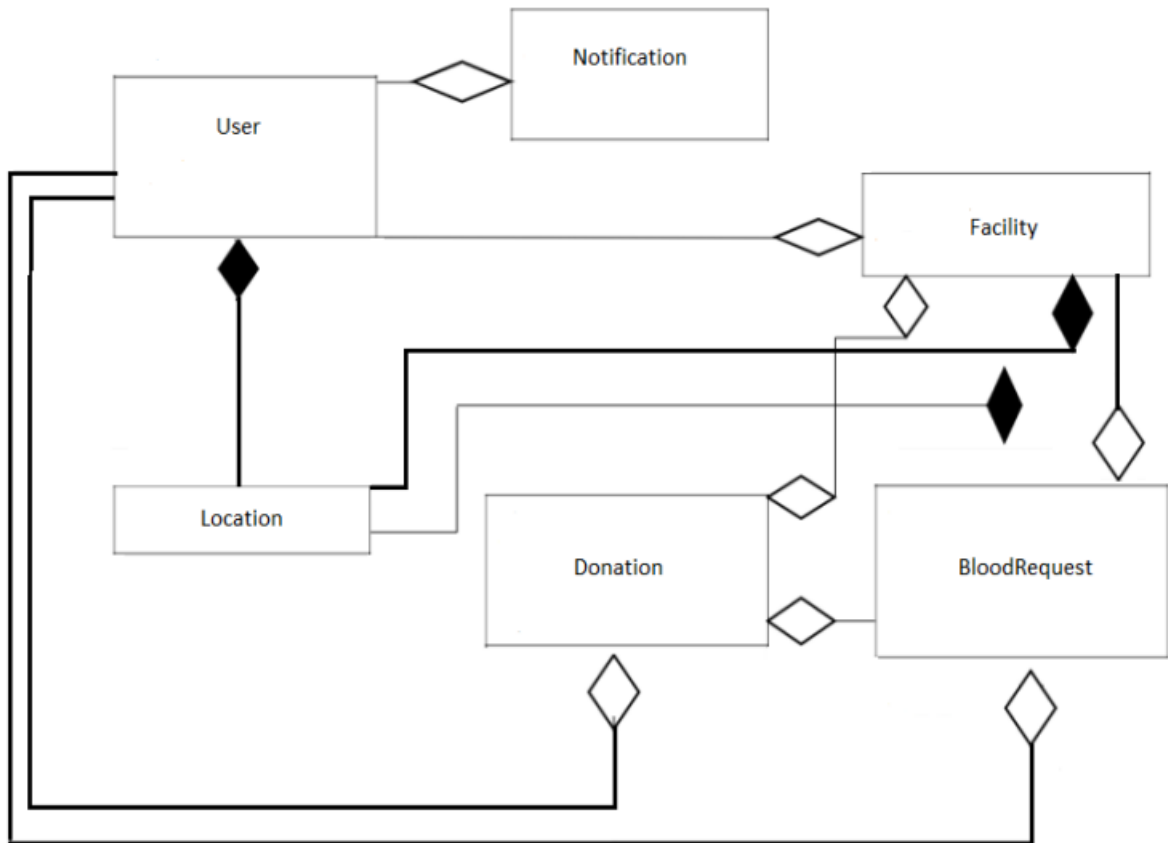 Notification
User
Facility
Location
Donation
BloodRequest